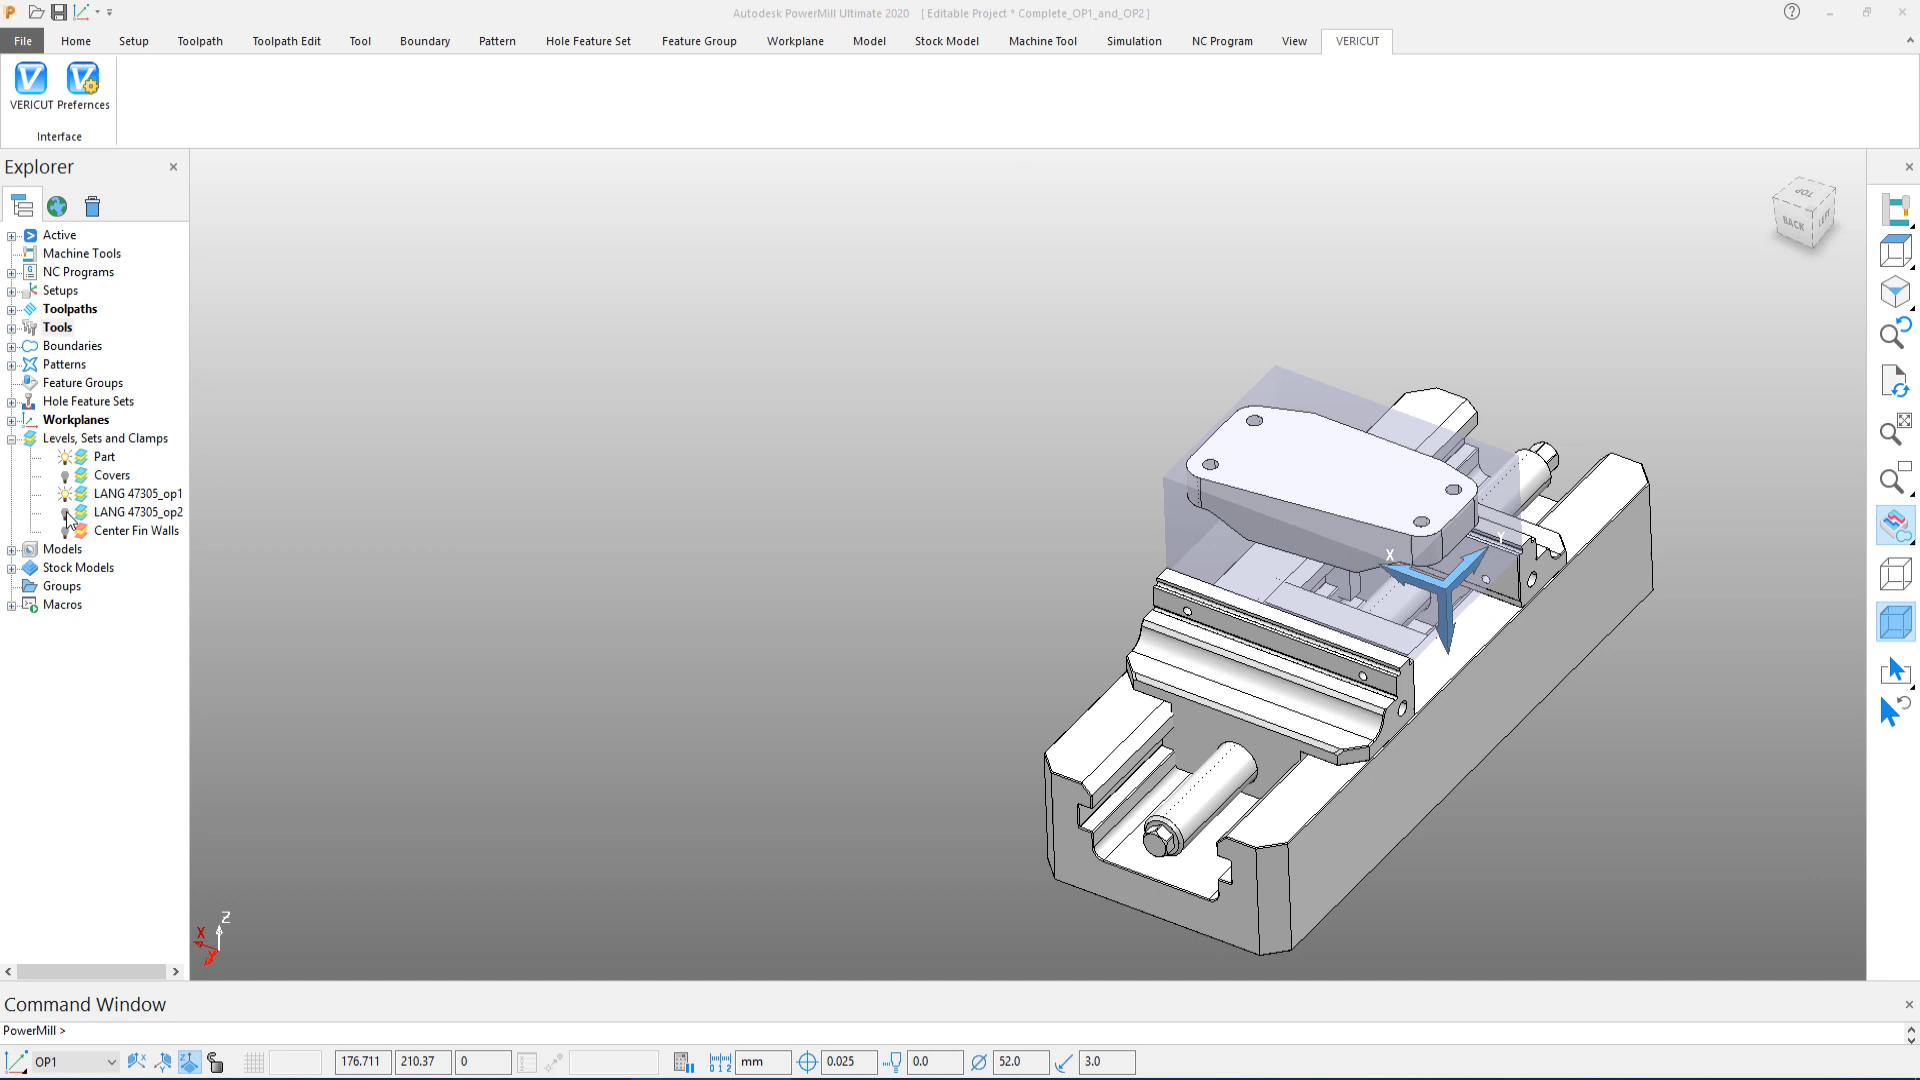 Autodesk PowerMill Ultimate 2020 [ Editable Project * Complete_OP1_and_OP2 ]
File Home Setup Toolpath Toolpath Edit Tool Boundary Pattern Hole Feature Set Feature Group Workplane Model Stock Model Machine Tool Simulation NC Program View VERICUT
VERICUT Prefernces
Interface
Explorer
Active
Machine Tools
NC Programs
Setups
Toolpaths
Tools
Boundaries
Patterns
Feature Groups
Hole Feature Sets
Workplanes
Levels, Sets and Clamps
Part
Covers
LANG 47305_op1
LANG 47305_op2
Center Fin Walls
Models
Stock Models
Groups
Macros
TOP
BACK
LEFT
X
Y
Z
X
Y
Command Window
PowerMill >
OP1 176.711 210.37 0 mm 0.025 0.0 52.0 3.0